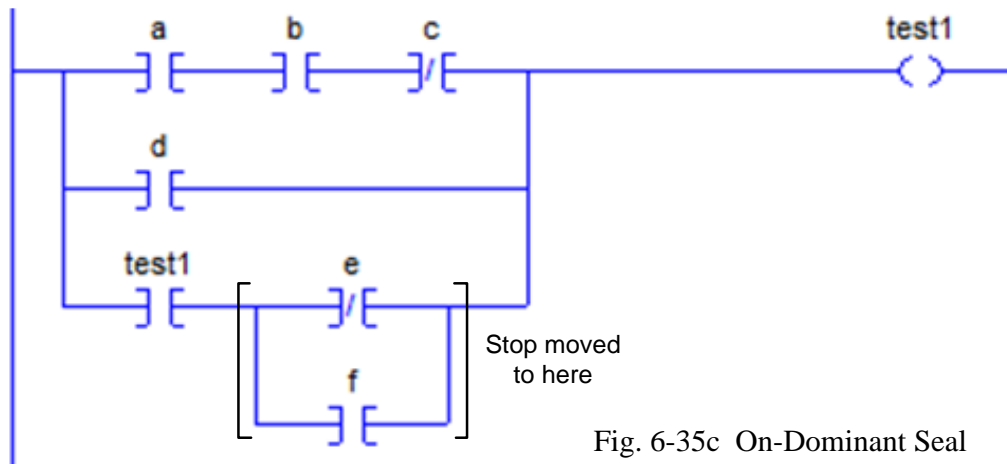 a b c test1
d
test1 e
Stop moved
to here
f
Fig. 6-35c On-Dominant Seal